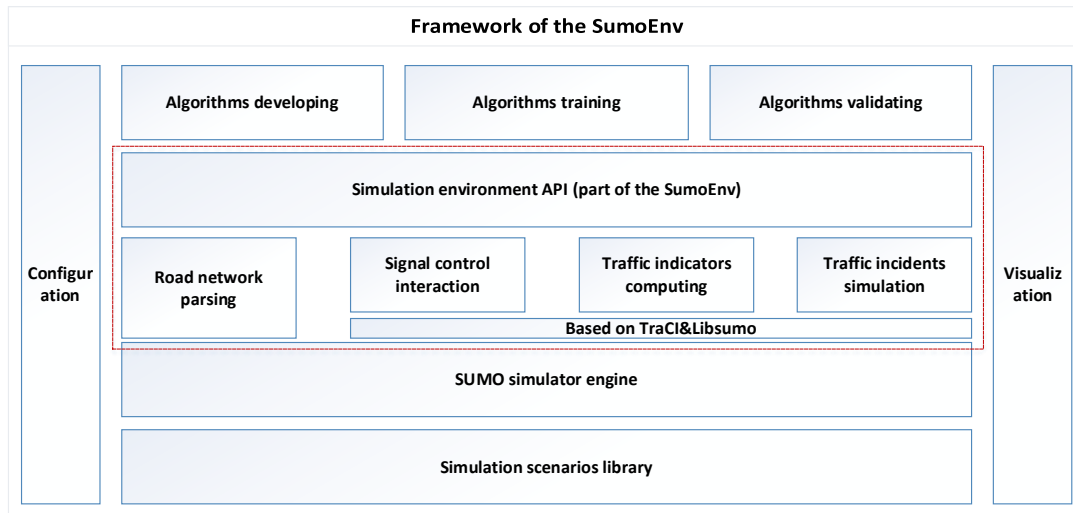 Framework of the SumoEnv
Algorithms developing
Algorithms training
Algorithms validating
Simulation environment API (part of the SumoEnv)
Configur
ation
Road network
parsing
Signal control
interaction
Traffic indicators
computing
Traffic incidents
simulation
Visualiz
ation
Based on TraCI&Libsumo
SUMO simulator engine
Simulation scenarios library